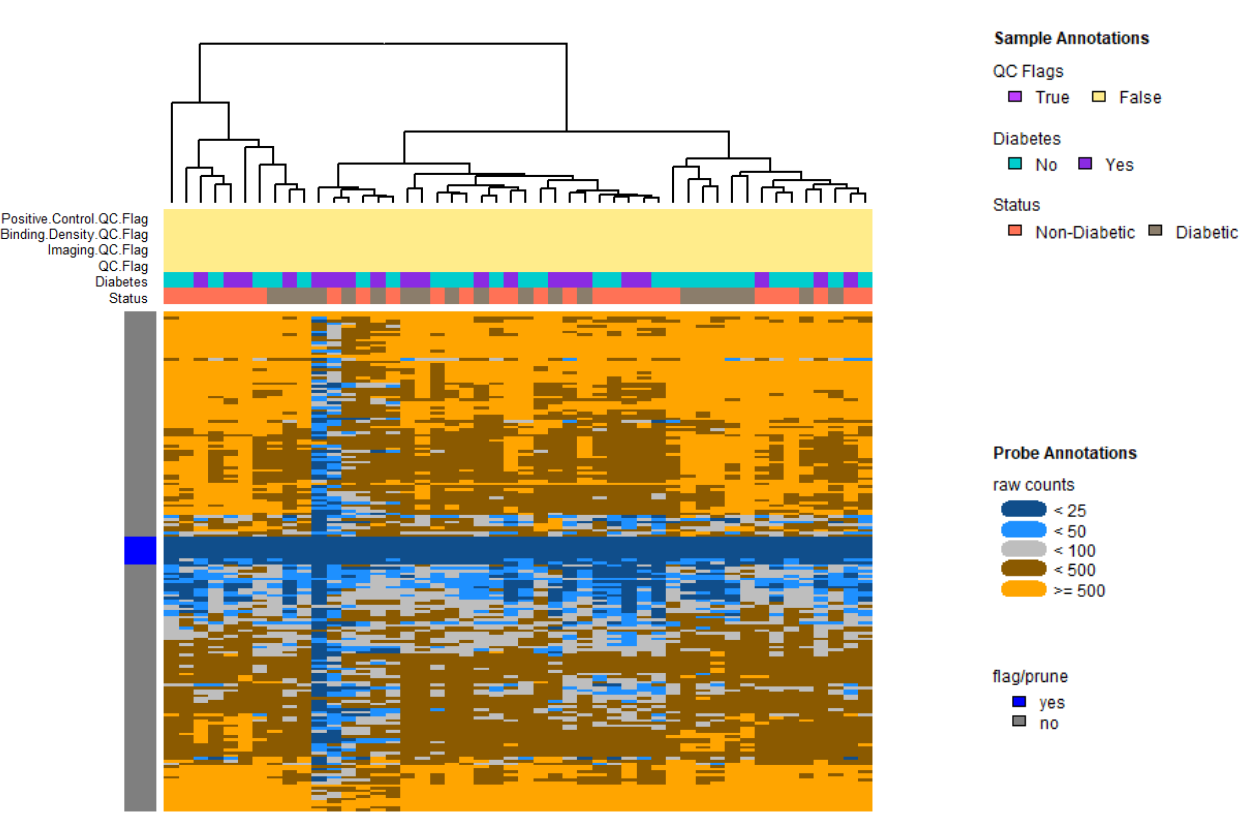 Sample Annotations
QC Flags
True False
Diabetes
No Yes
Status
Non-Diabetic Diabetic
Positive.Control.QC.Flag
Binding.Density.QC.Flag
Imaging.QC.Flag
QC.Flag
Diabetes
Status
Probe Annotations
raw counts
< 25
< 50
< 100
< 500
>= 500
flag/prune
yes
no